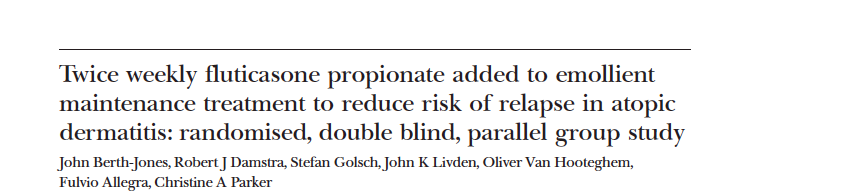 Twice weekly fluticasone propionate added to emollient
maintenance treatment to reduce risk of relapse in atopic
dermatitis: randomised, double blind, parallel group study
John Berth-Jones, Robert J Damstra, Stefan Golsch, John K Livden, Oliver Van Hooteghem,
Fulvio Allegra, Christine A Parker